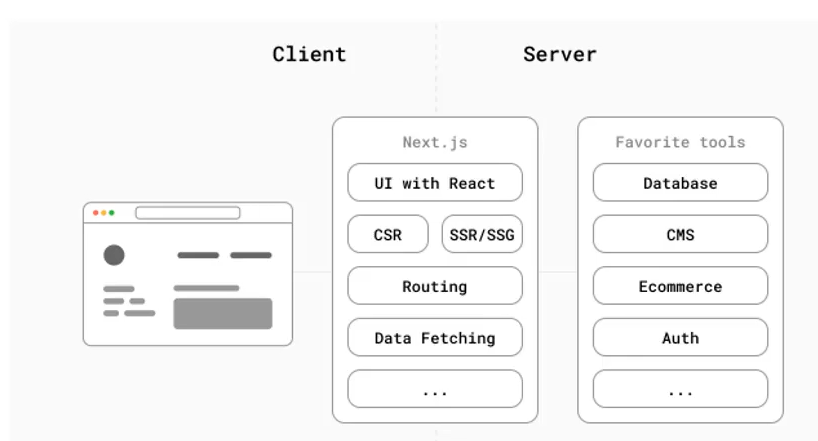 Client
Server
Next.js
UI with React
CSR
SSR/SSG
Routing
Data Fetching
...
Favorite tools
Database
CMS
Ecommerce
Auth
...